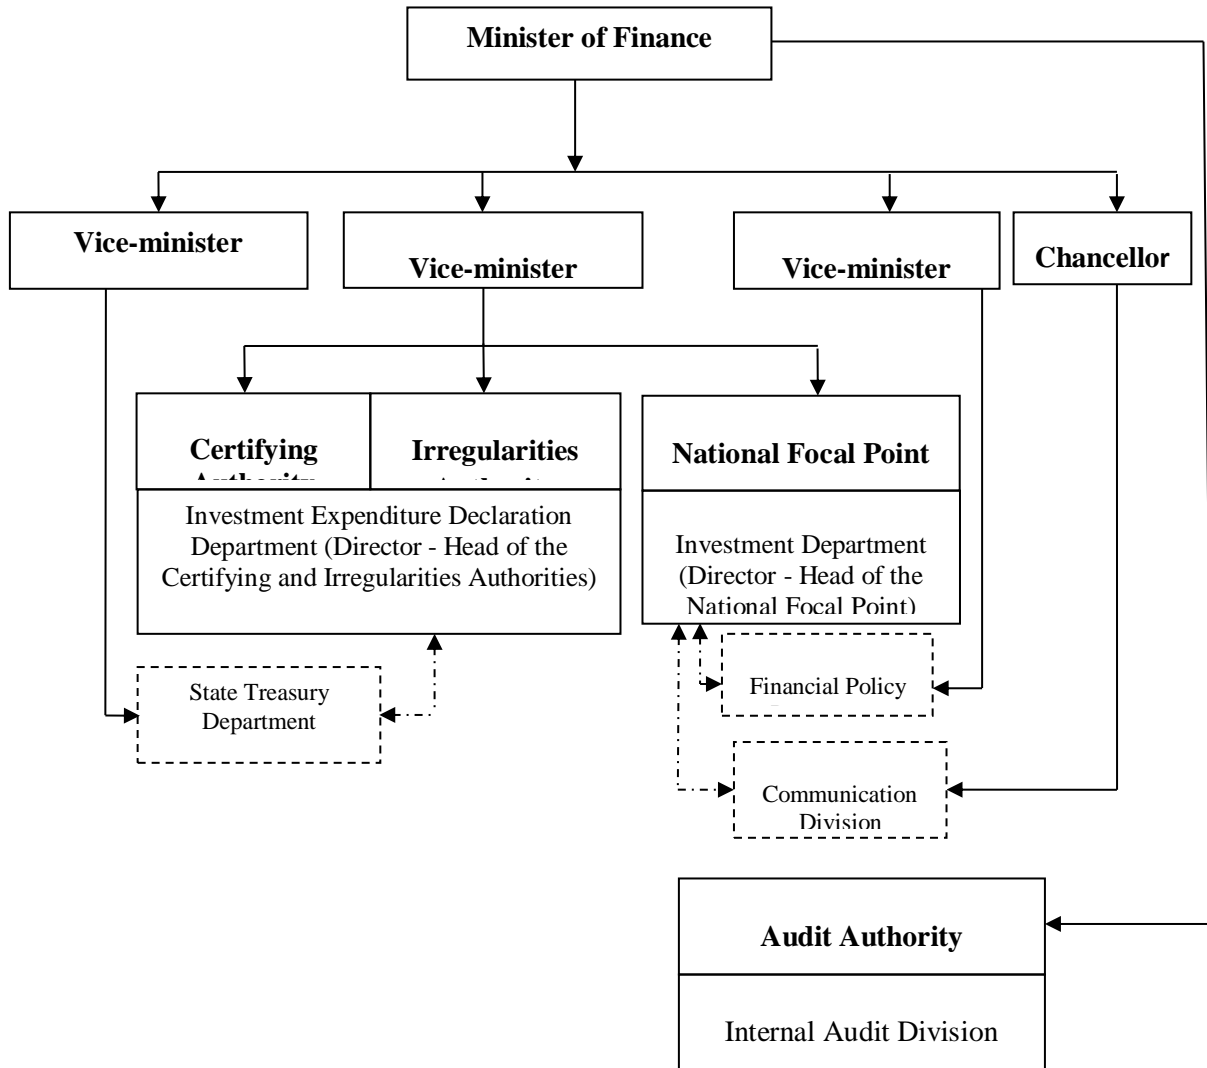 Minister of Finance
Vice-minister
Vice-minister
Vice-minister
Chancellor
Certifying
Authority
Irregularities
National Focal Point
Investment Expenditure Declaration
Department (Director - Head of the
Certifying and Irregularities Authorities)
Investment Department
(Director - Head of the
National Focal Point)
State Treasury
Department
Financial Policy
Communication
Division
Audit Authority
Internal Audit Division